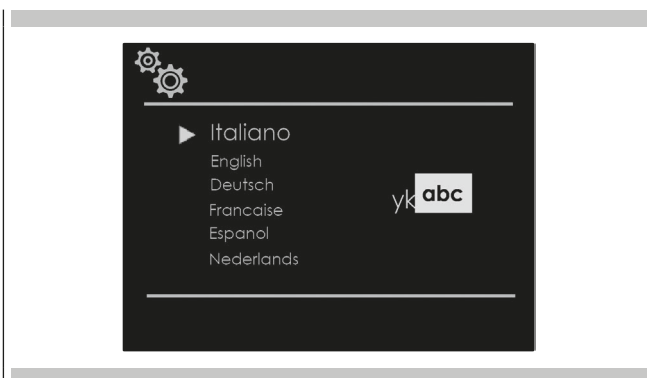 Italiano
English
Deutsch
Francaise
yk abc
Espanol
Nederlands